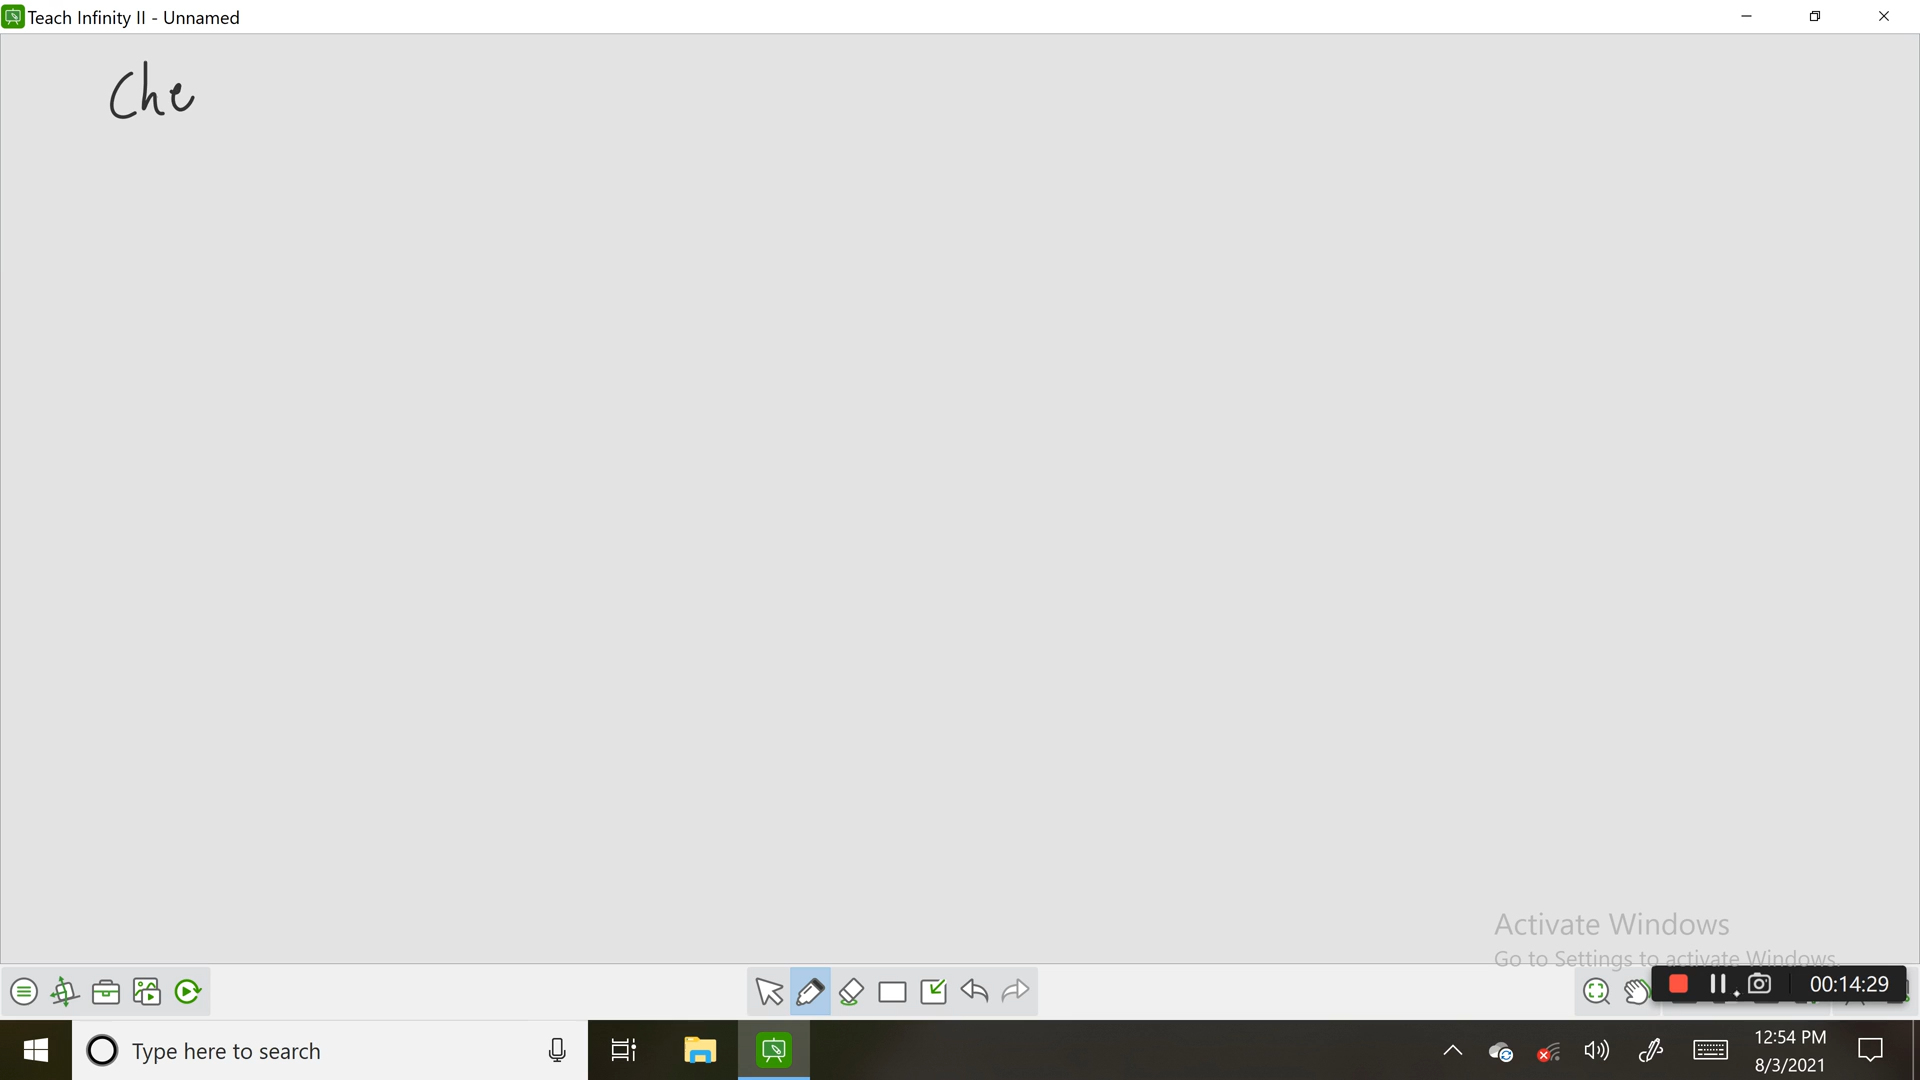 Teach Infinity II - Unnamed
Che
Activate Windows
Go to Settings to activate Windows.
00:14:29
Type here to search
12:54 PM
8/3/2021